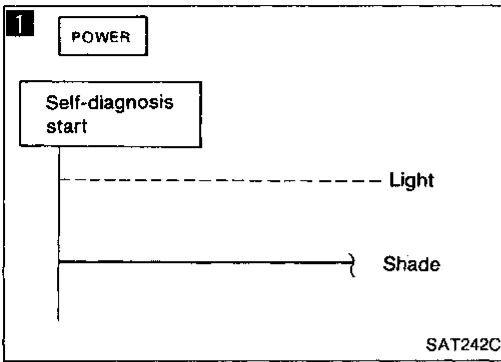 1
POWER
Self-diagnosis
start
Light
Shade
SAT242C